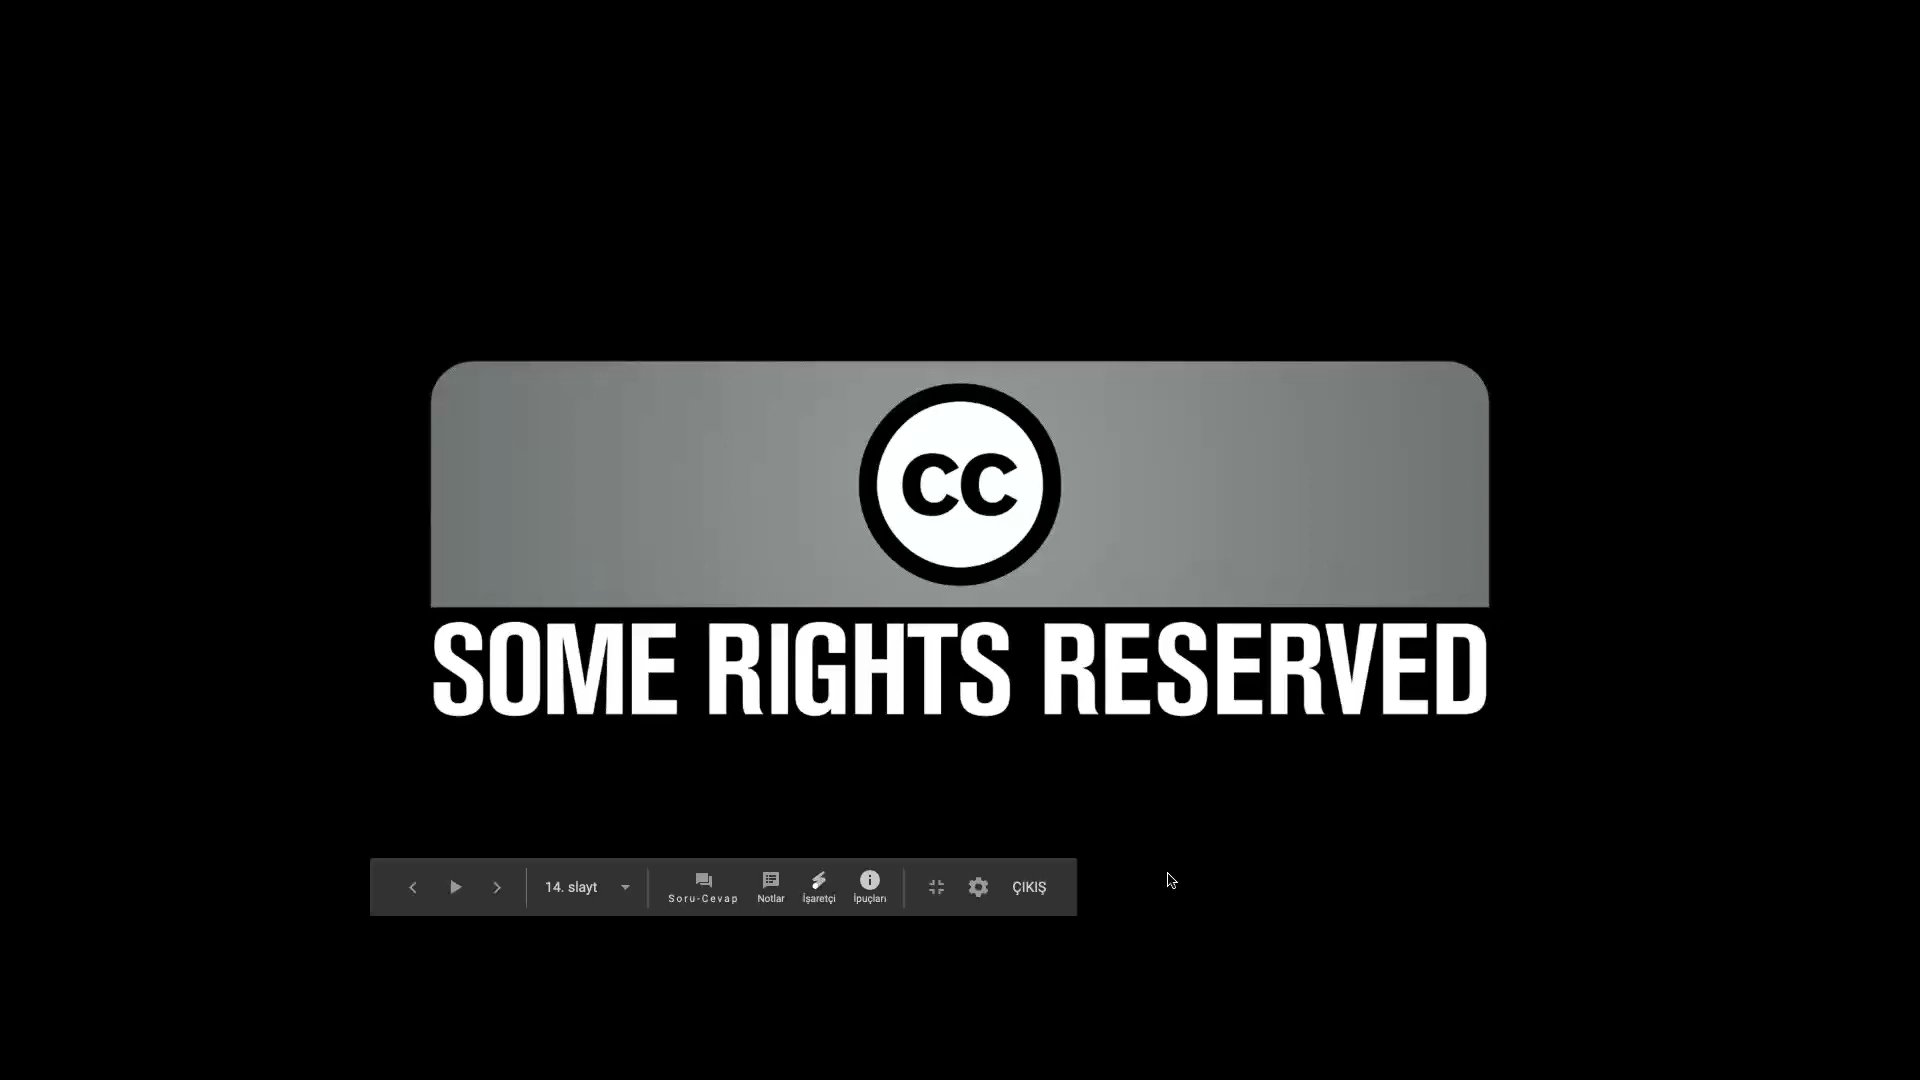 cc
SOME RIGHTS RESERVED
14. slayt
Soru-Cevap
Notlar
İşaretçi
İpuçları
ÇIKIŞ